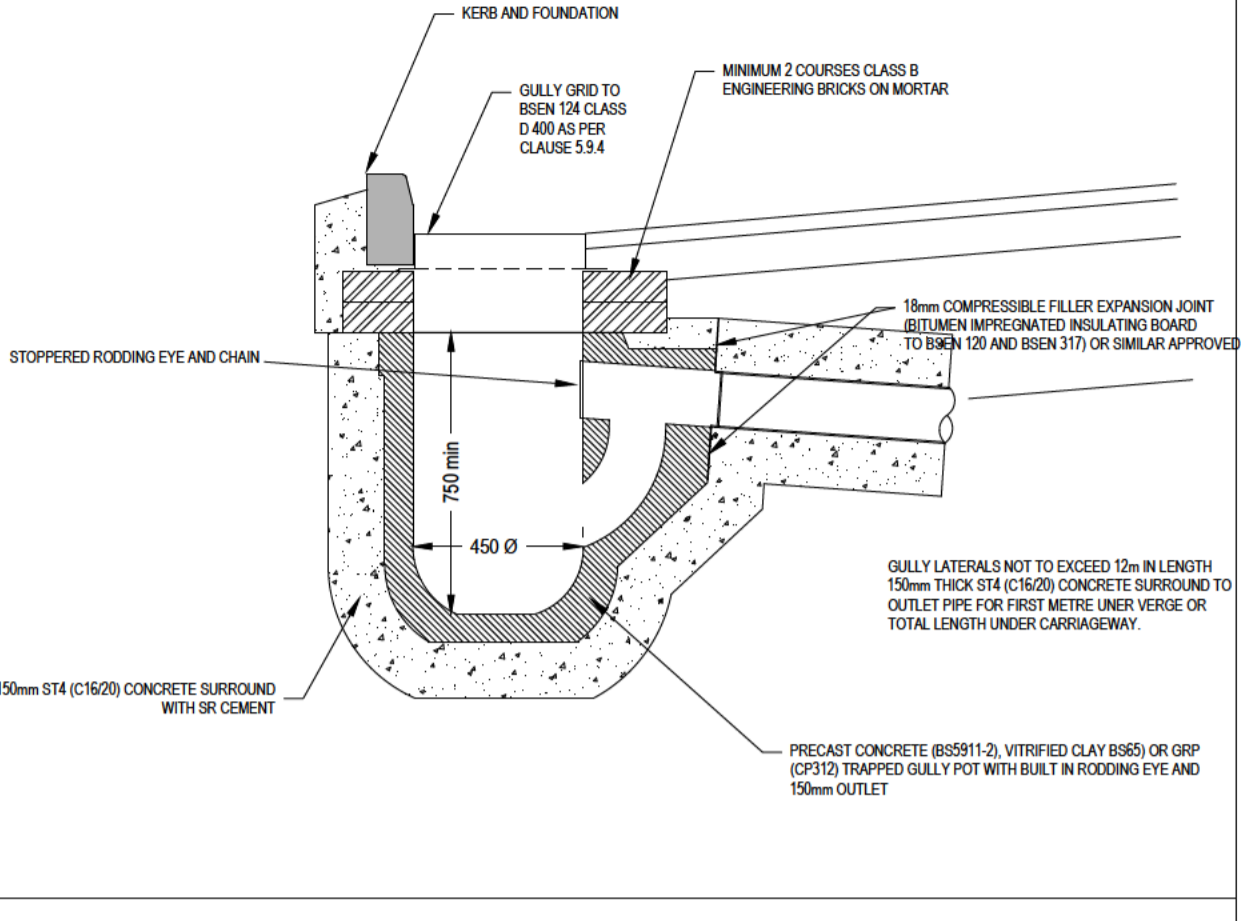 KERB AND FOUNDATION
GULLY GRID TO
BSEN 124 CLASS
D 400 AS PER
CLAUSE 5.9.4
MINIMUM 2 COURSES CLASS B
ENGINEERING BRICKS ON MORTAR
18mm COMPRESSIBLE FILLER EXPANSION JOINT
(BITUMEN IMPREGNATED INSULATING BOARD
TO BSEN 120 AND BSEN 317) OR SIMILAR APPROVED
STOPPERED RODDING EYE AND CHAIN
750 min
450 Ø
GULLY LATERALS NOT TO EXCEED 12m IN LENGTH
150mm THICK ST4 (C16/20) CONCRETE SURROUND TO
OUTLET PIPE FOR FIRST METRE UNER VERGE OR
TOTAL LENGTH UNDER CARRIAGEWAY.
150mm ST4 (C16/20) CONCRETE SURROUND
WITH SR CEMENT
PRECAST CONCRETE (BS5911-2), VITRIFIED CLAY BS65) OR GRP
(CP312) TRAPPED GULLY POT WITH BUILT IN RODDING EYE AND
150mm OUTLET